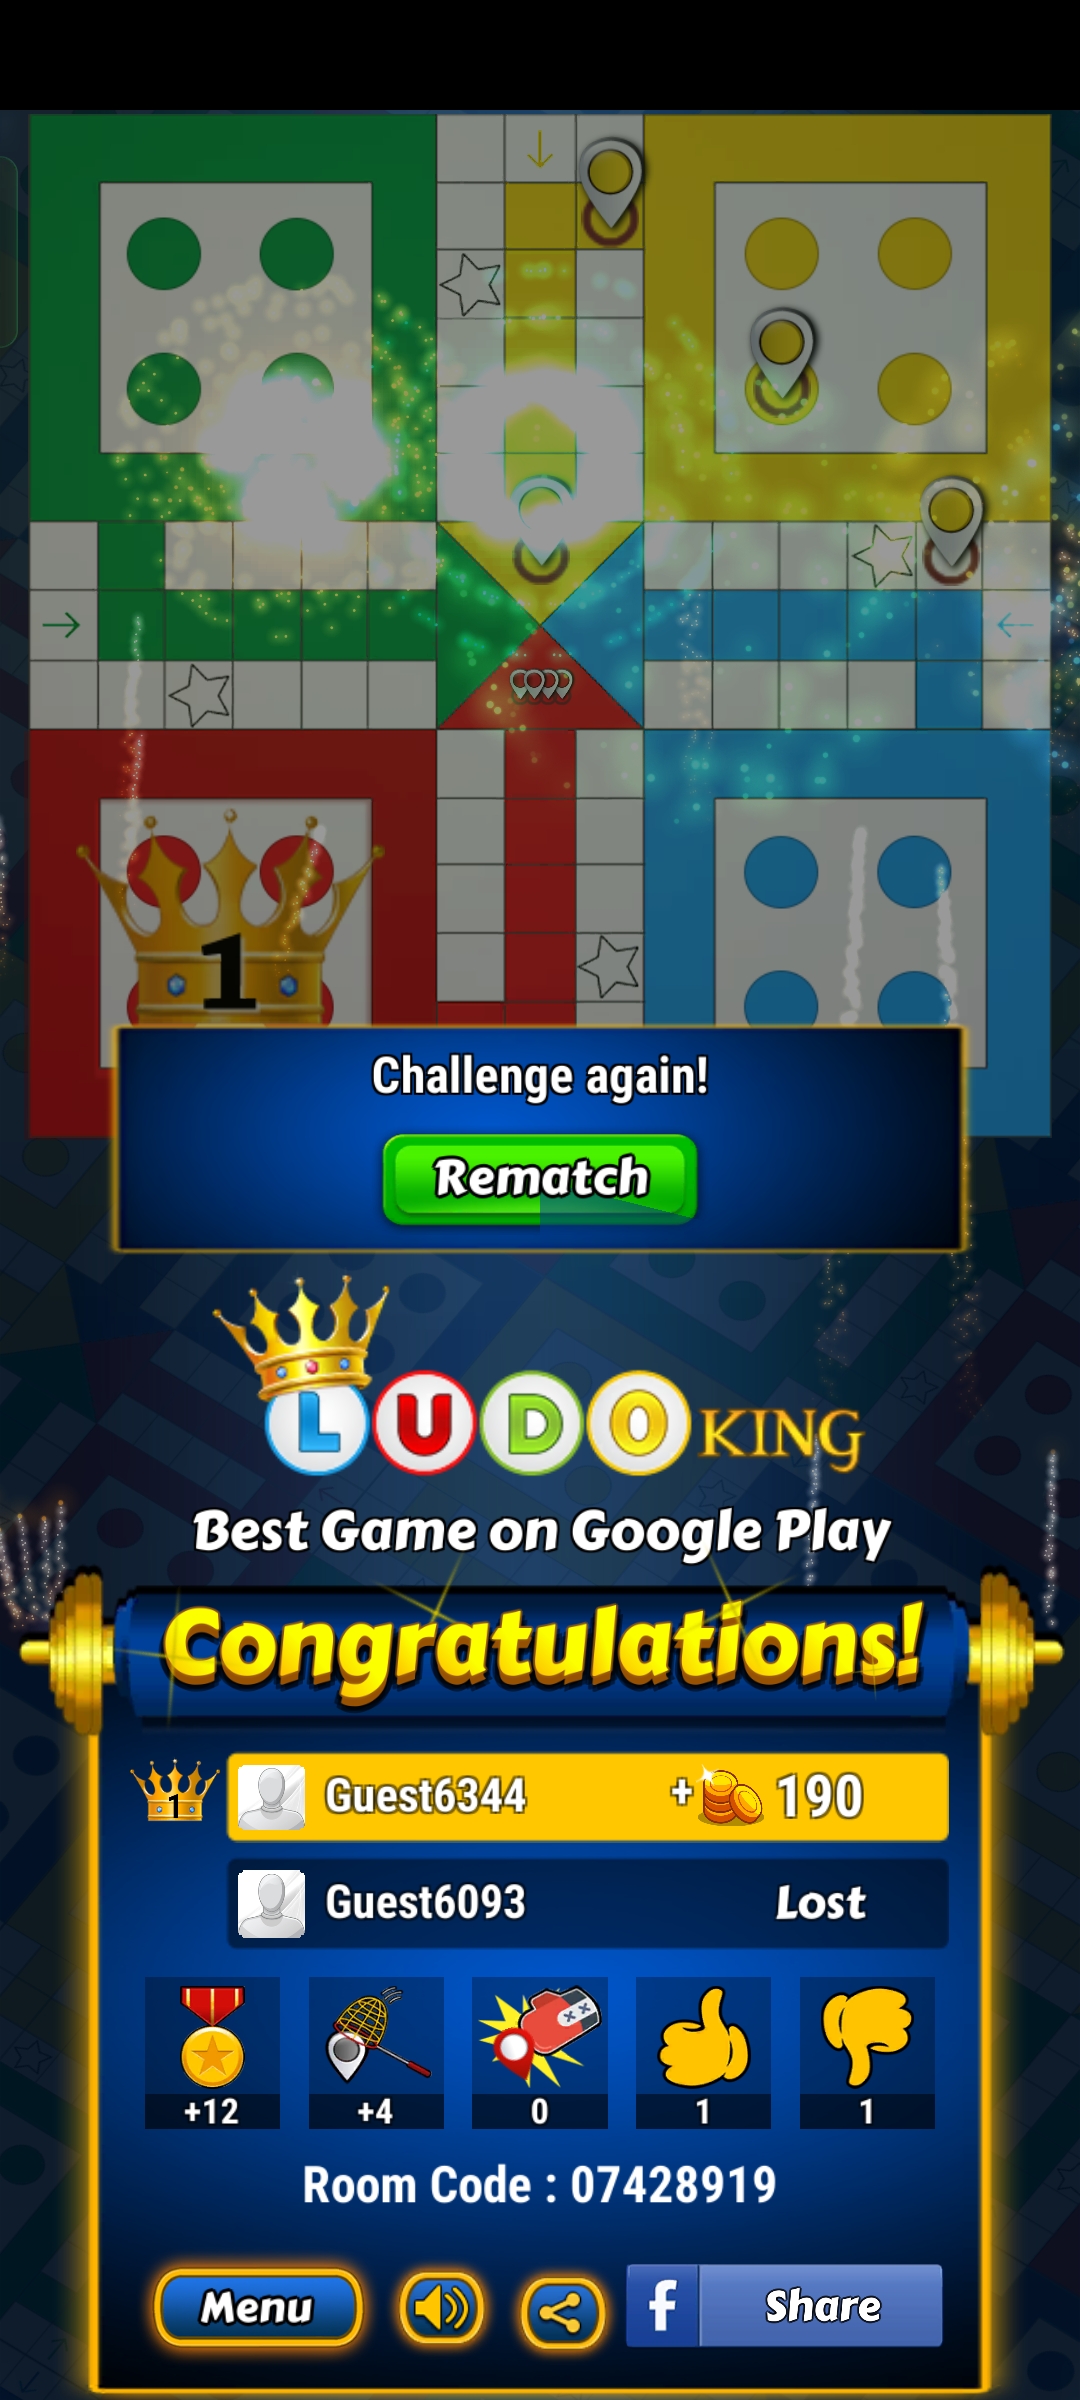 1
Challenge again!
Rematch
LUDO KING
Best Game on Google Play
Congratulations!
1 Guest6344 + 190
Guest6093 Lost
+12 +4 0 1 1
Room Code : 07428919
Menu f Share